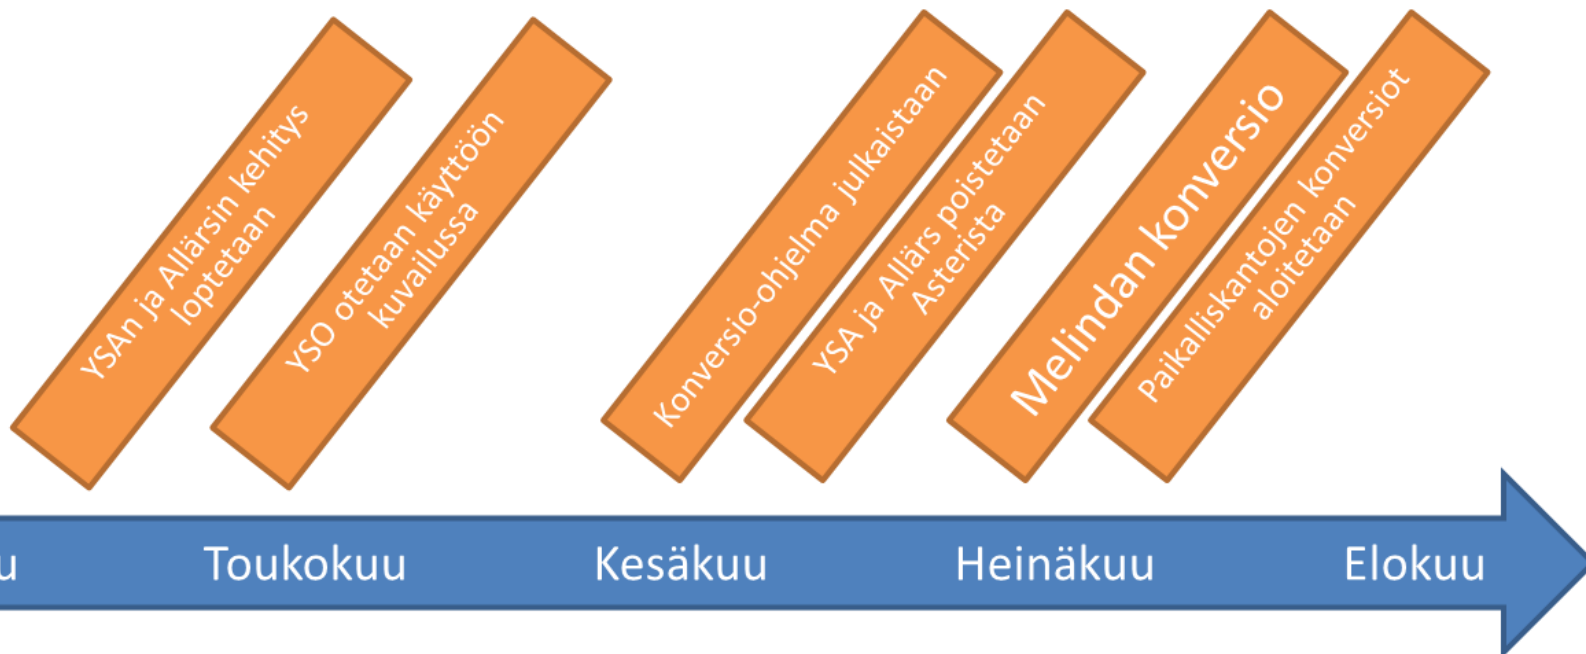 YSAn ja Allärsin kehitys
loptetaan
YSO otetaan käyttöön
kuvailussa
Konversio-ohjelma julkaistaan
YSA ja Allärs poistetaan
Asterista
Melindan konversio
Paikalliskantojen konversiot
aloitetaan
u Toukokuu Kesäkuu Heinäkuu Elokuu